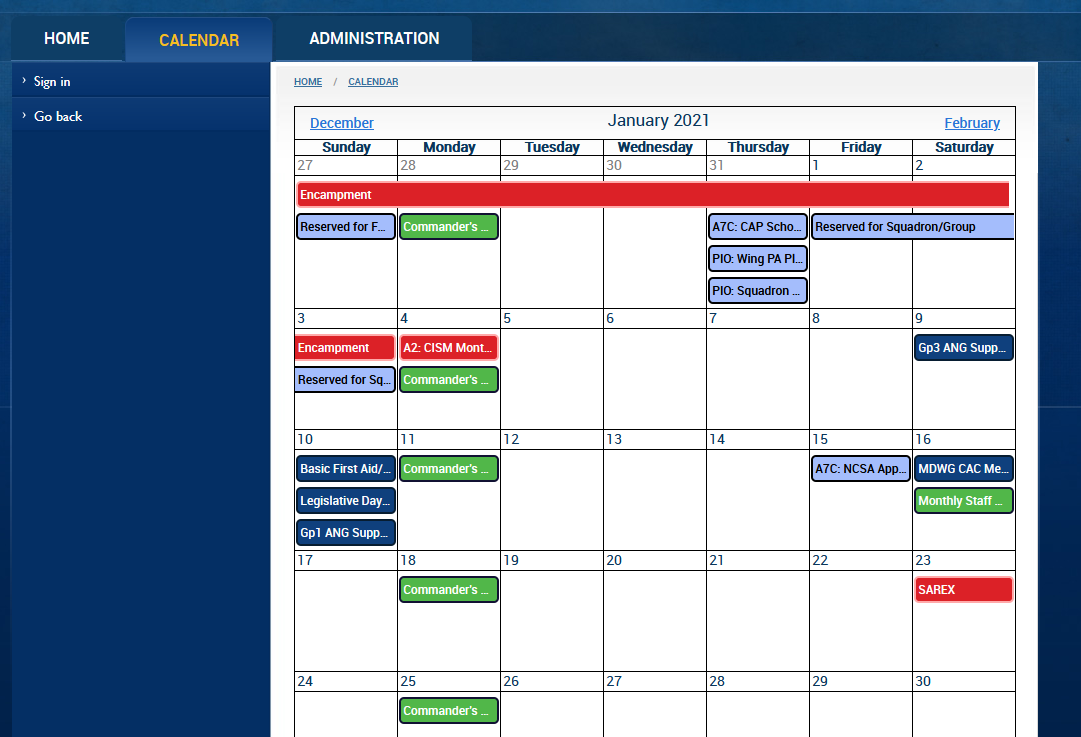 HOME CALENDAR ADMINISTRATION
› Sign in
› Go back
HOME / CALENDAR
December January 2021 February
Sunday Monday Tuesday Wednesday Thursday Friday Saturday
27 28 29 30 31 1 2
Encampment
Reserved for F... Commander's ... A7C: CAP Scho... Reserved for Squadron/Group
PIO: Wing PA Pl...
PIO: Squadron ...
3 4 5 6 7 8 9
Encampment A2: CISM Mont... Gp3 ANG Supp...
Reserved for Sq... Commander's ...
10 11 12 13 14 15 16
Basic First Aid/... Commander's ... A7C: NCSA App... MDWG CAC Me...
Legislative Day... Monthly Staff ...
Gp1 ANG Supp...
17 18 19 20 21 22 23
Commander's ... SAREX
24 25 26 27 28 29 30
Commander's ...